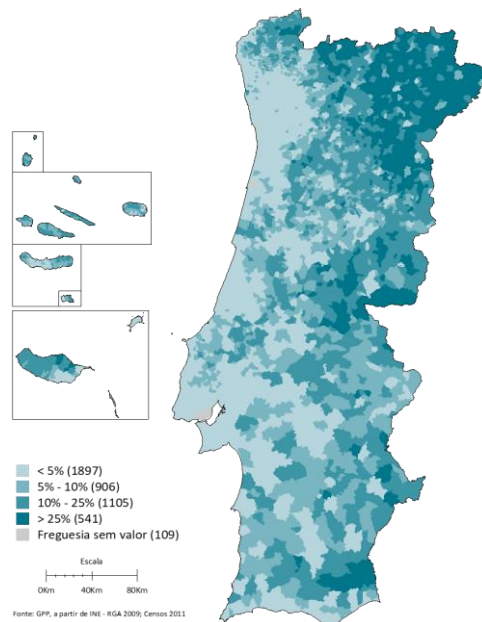 < 5% (1897)
5% - 10% (906)
10% - 25% (1105)
> 25% (541)
Freguesia sem valor (109)
Escala
0Km 40Km 80Km
Fonte: GPP, a partir de INE - RGA 2009; Censos 2011